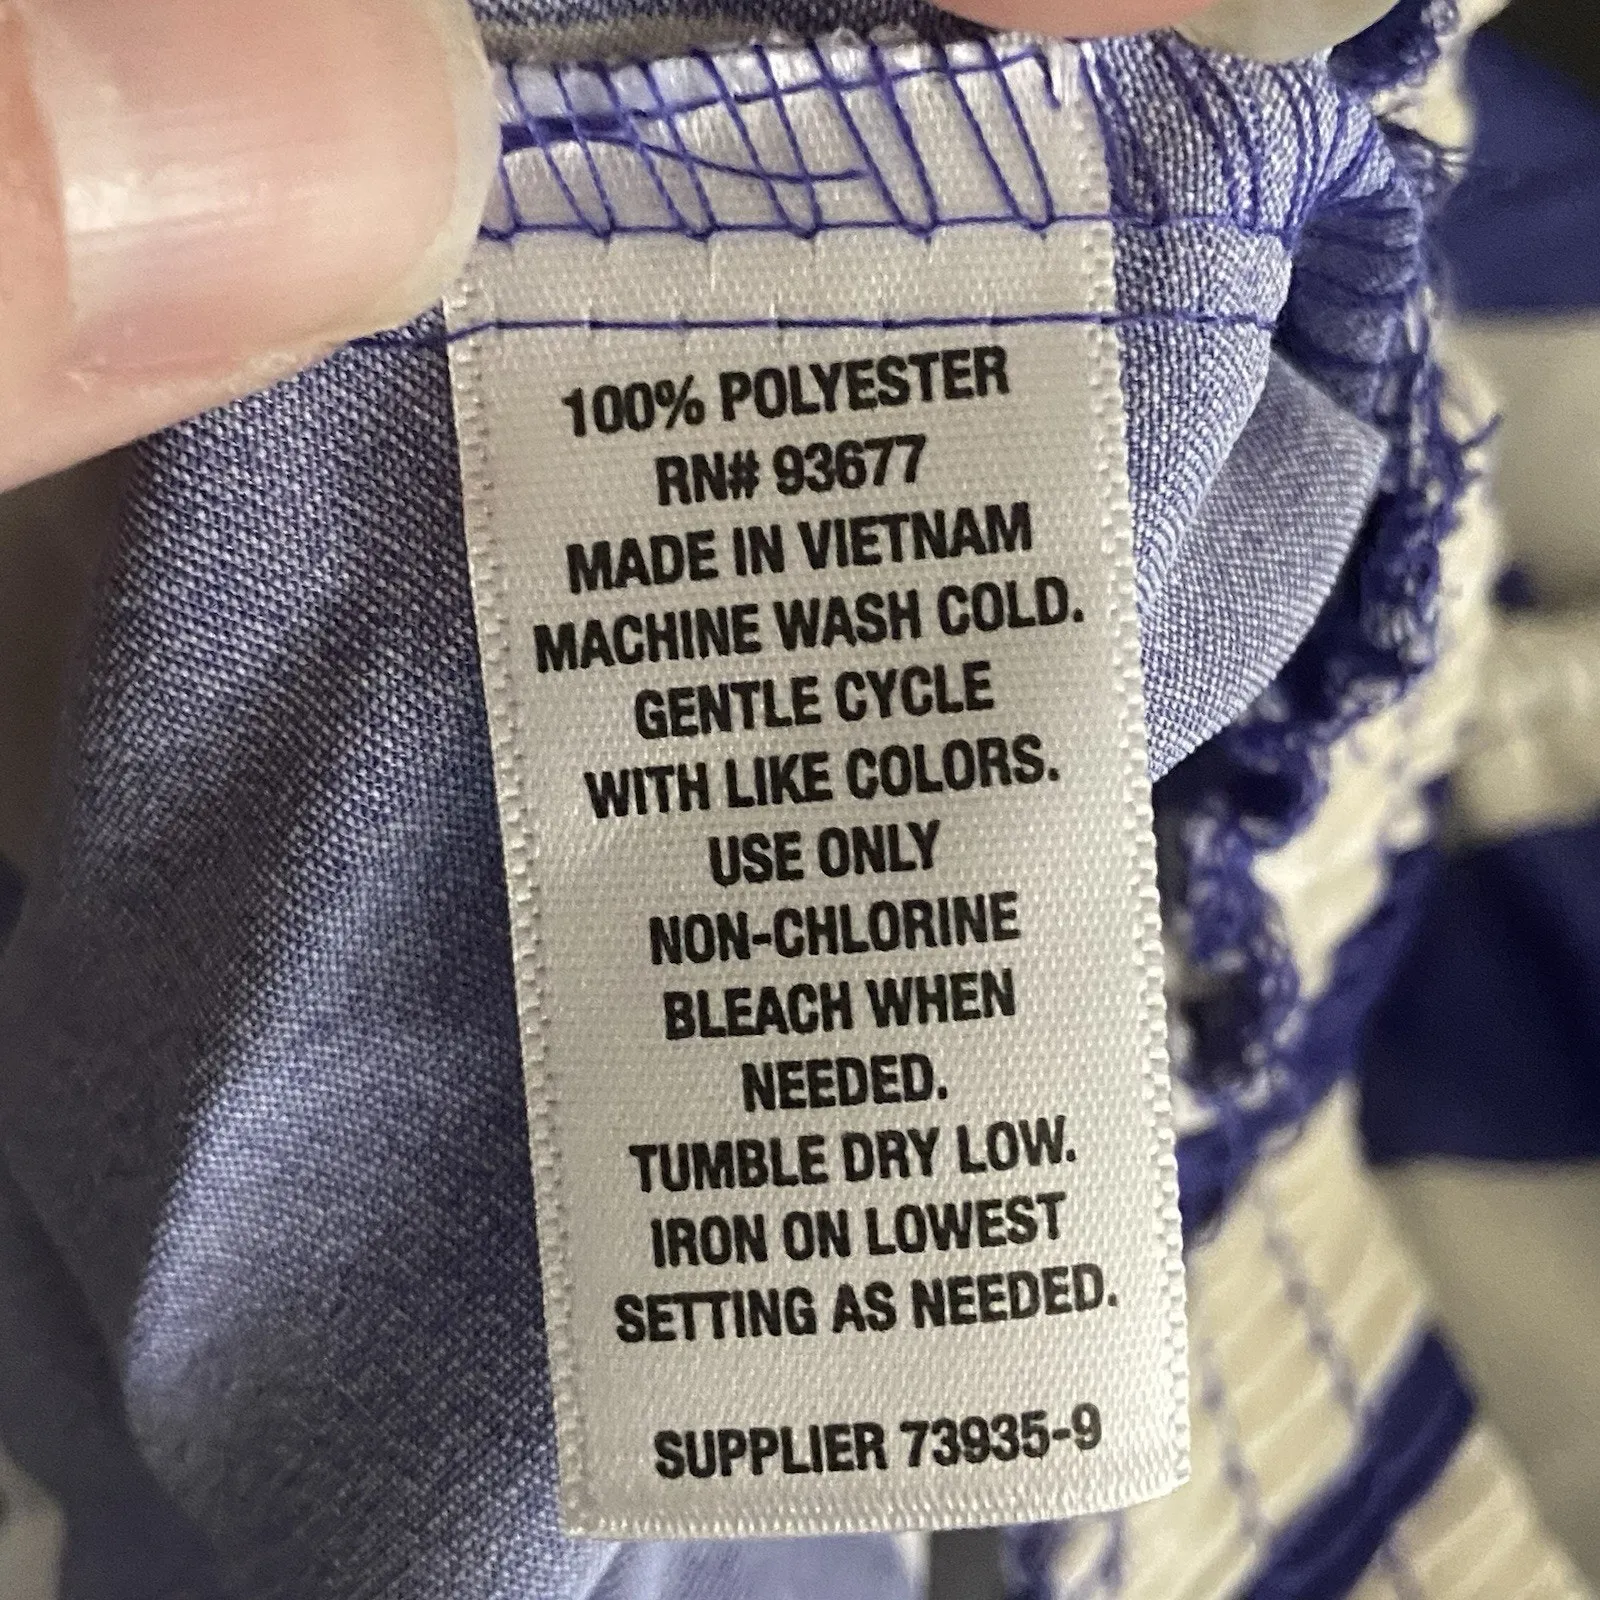 100% POLYESTER
RN# 93677
MADE IN VIETNAM
MACHINE WASH COLD.
GENTLE CYCLE
WITH LIKE COLORS.
USE ONLY
NON-CHLORINE
BLEACH WHEN
NEEDED.
TUMBLE DRY LOW.
IRON ON LOWEST
SETTING AS NEEDED.
SUPPLIER 73935-9